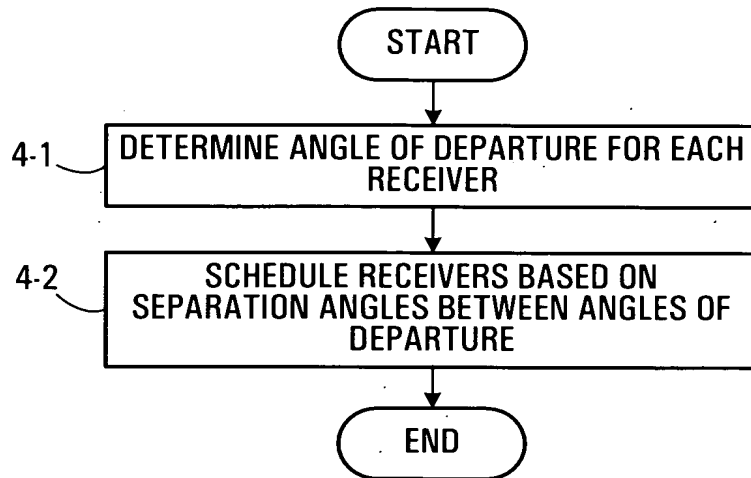 START
4-1
DETERMINE ANGLE OF DEPARTURE FOR EACH
RECEIVER
4-2
SCHEDULE RECEIVERS BASED ON
SEPARATION ANGLES BETWEEN ANGLES OF
DEPARTURE
END